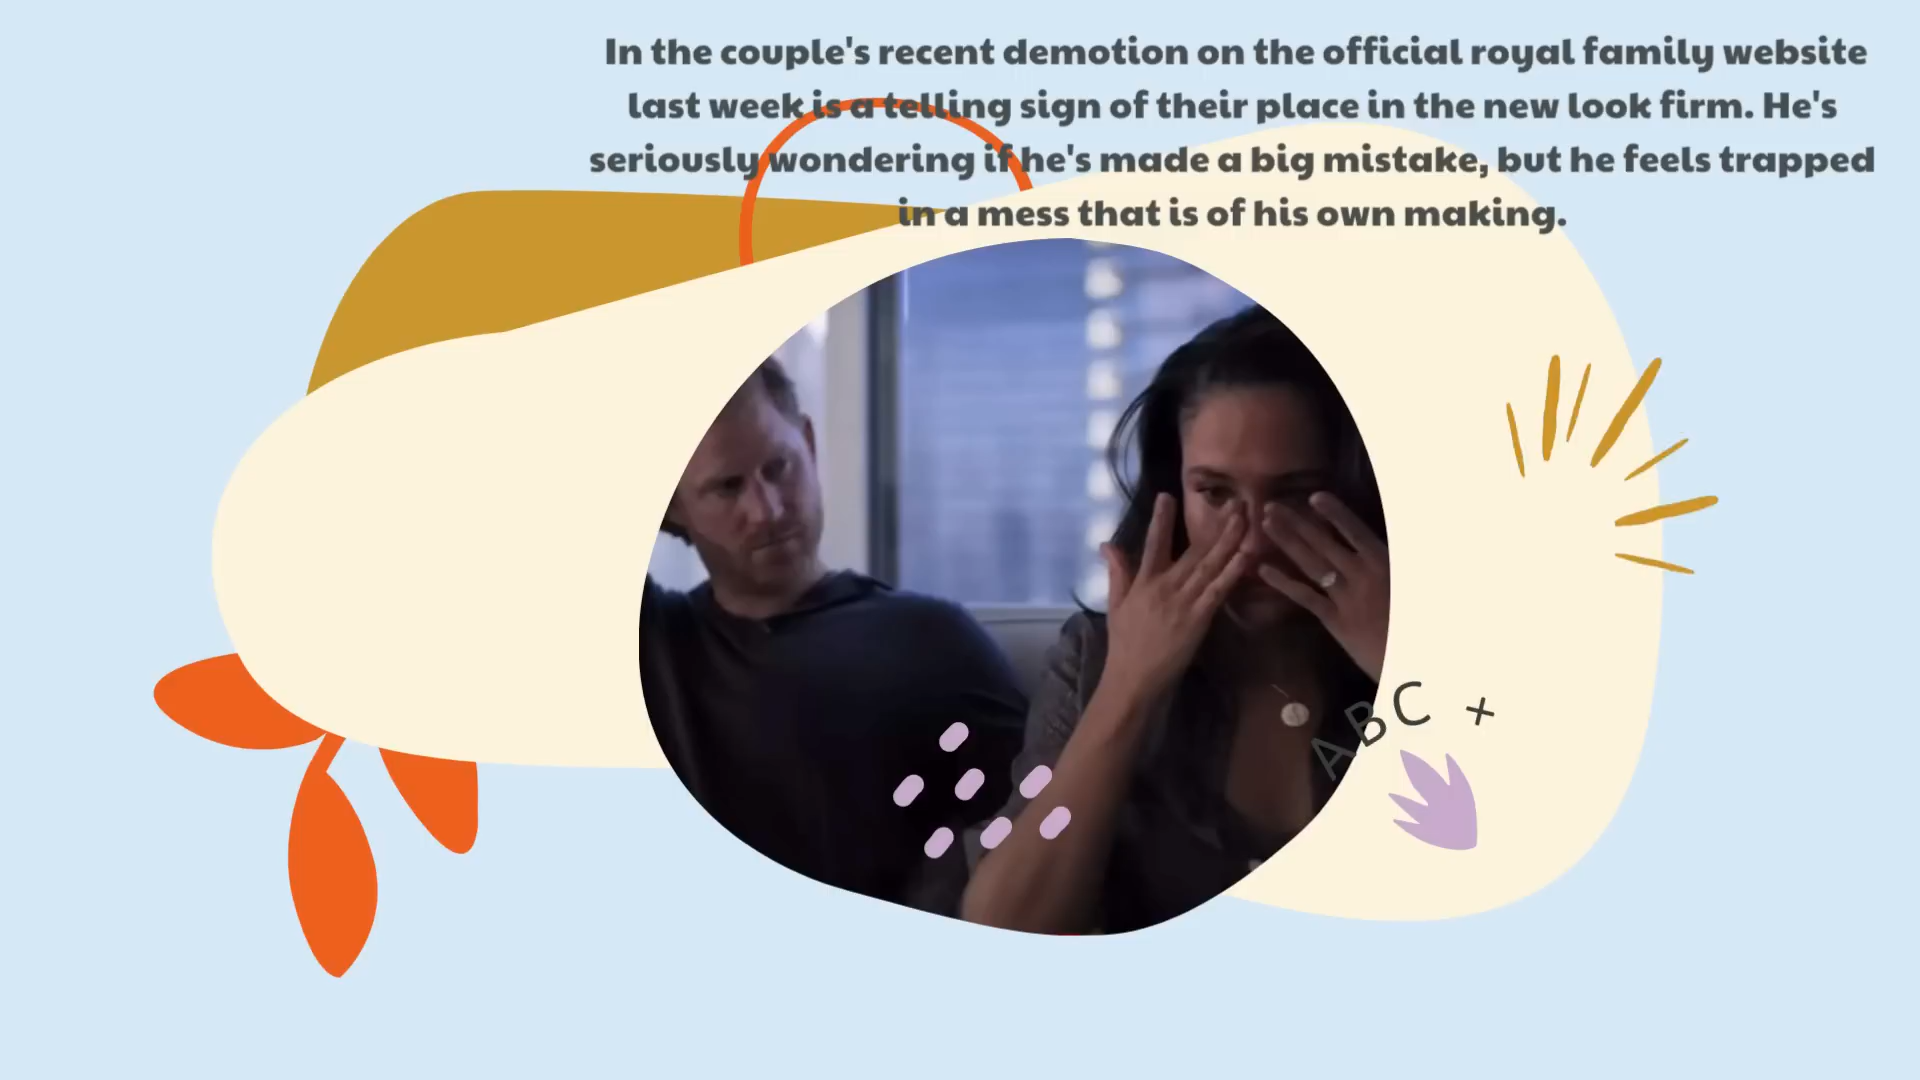 In the couple's recent demotion on the official royal family website
last week is a telling sign of their place in the new look firm. He's
seriously wondering if he's made a big mistake, but he feels trapped
in a mess that is of his own making.
ABC +